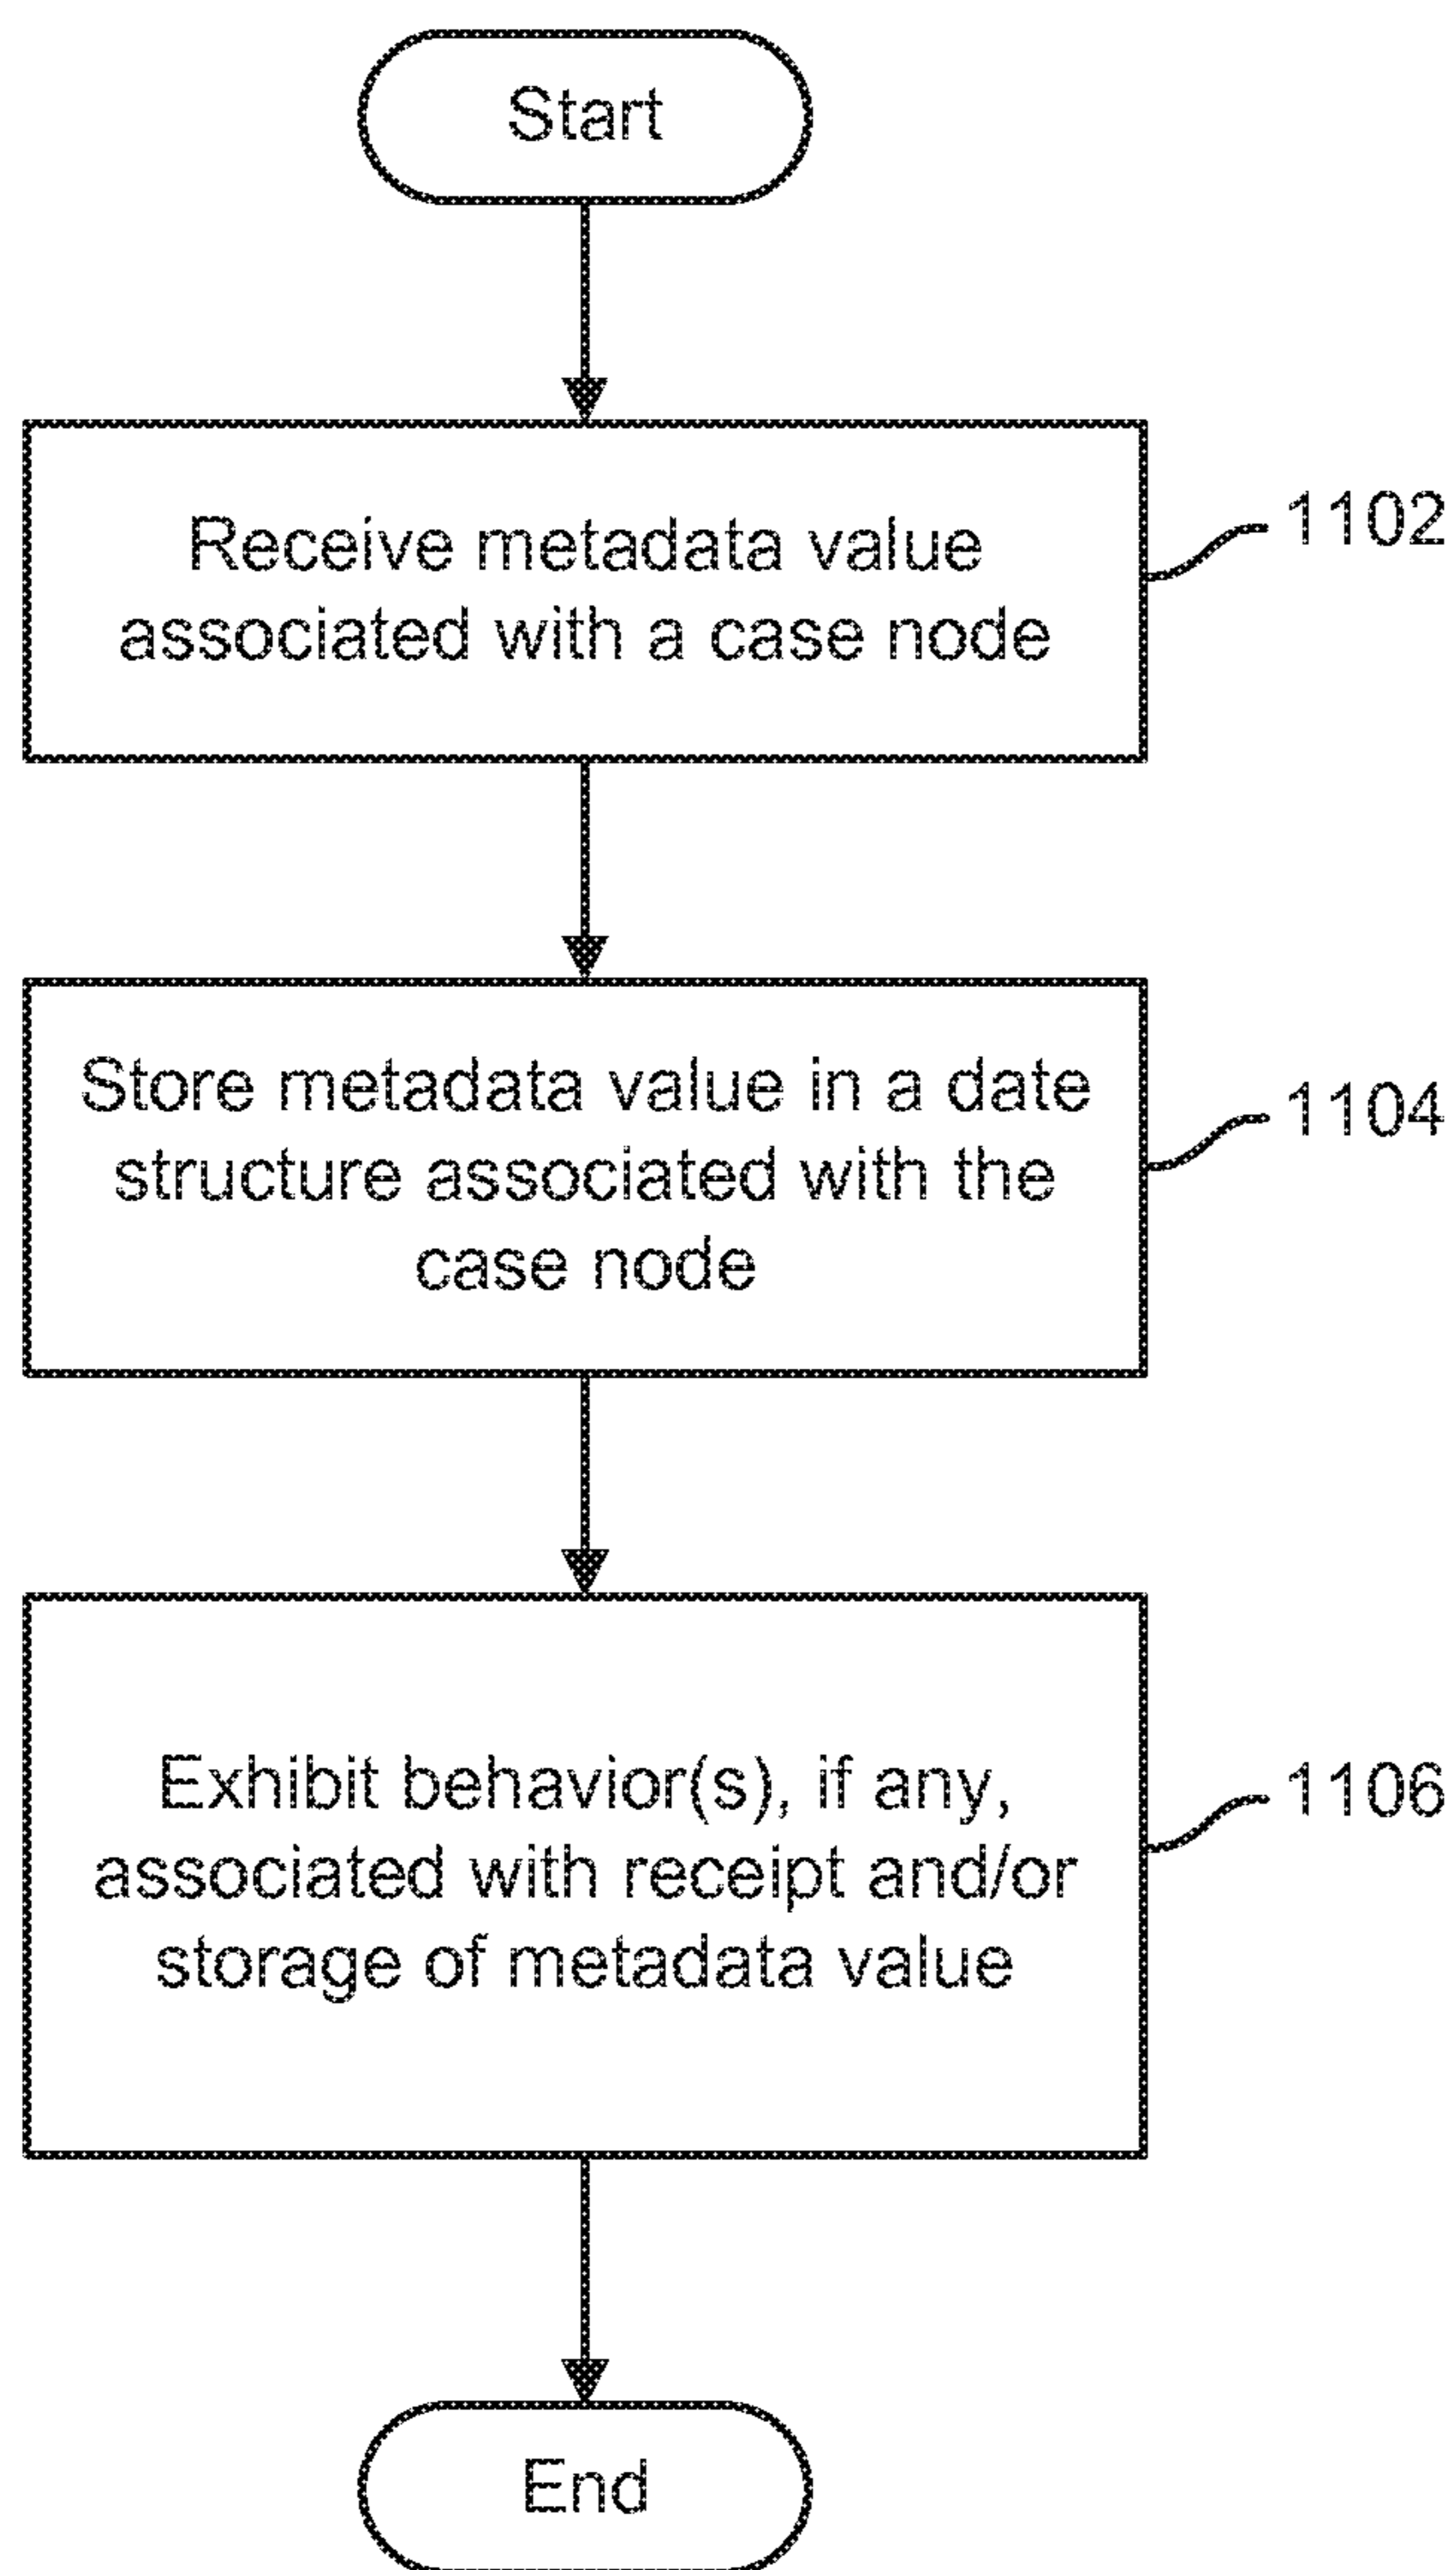 Start
Receive metadata value
associated with a case node
1102
Store metadata value in a date
structure associated with the
case node
1104
Exhibit behavior(s), if any,
associated with receipt and/or
storage of metadata value
1106
End